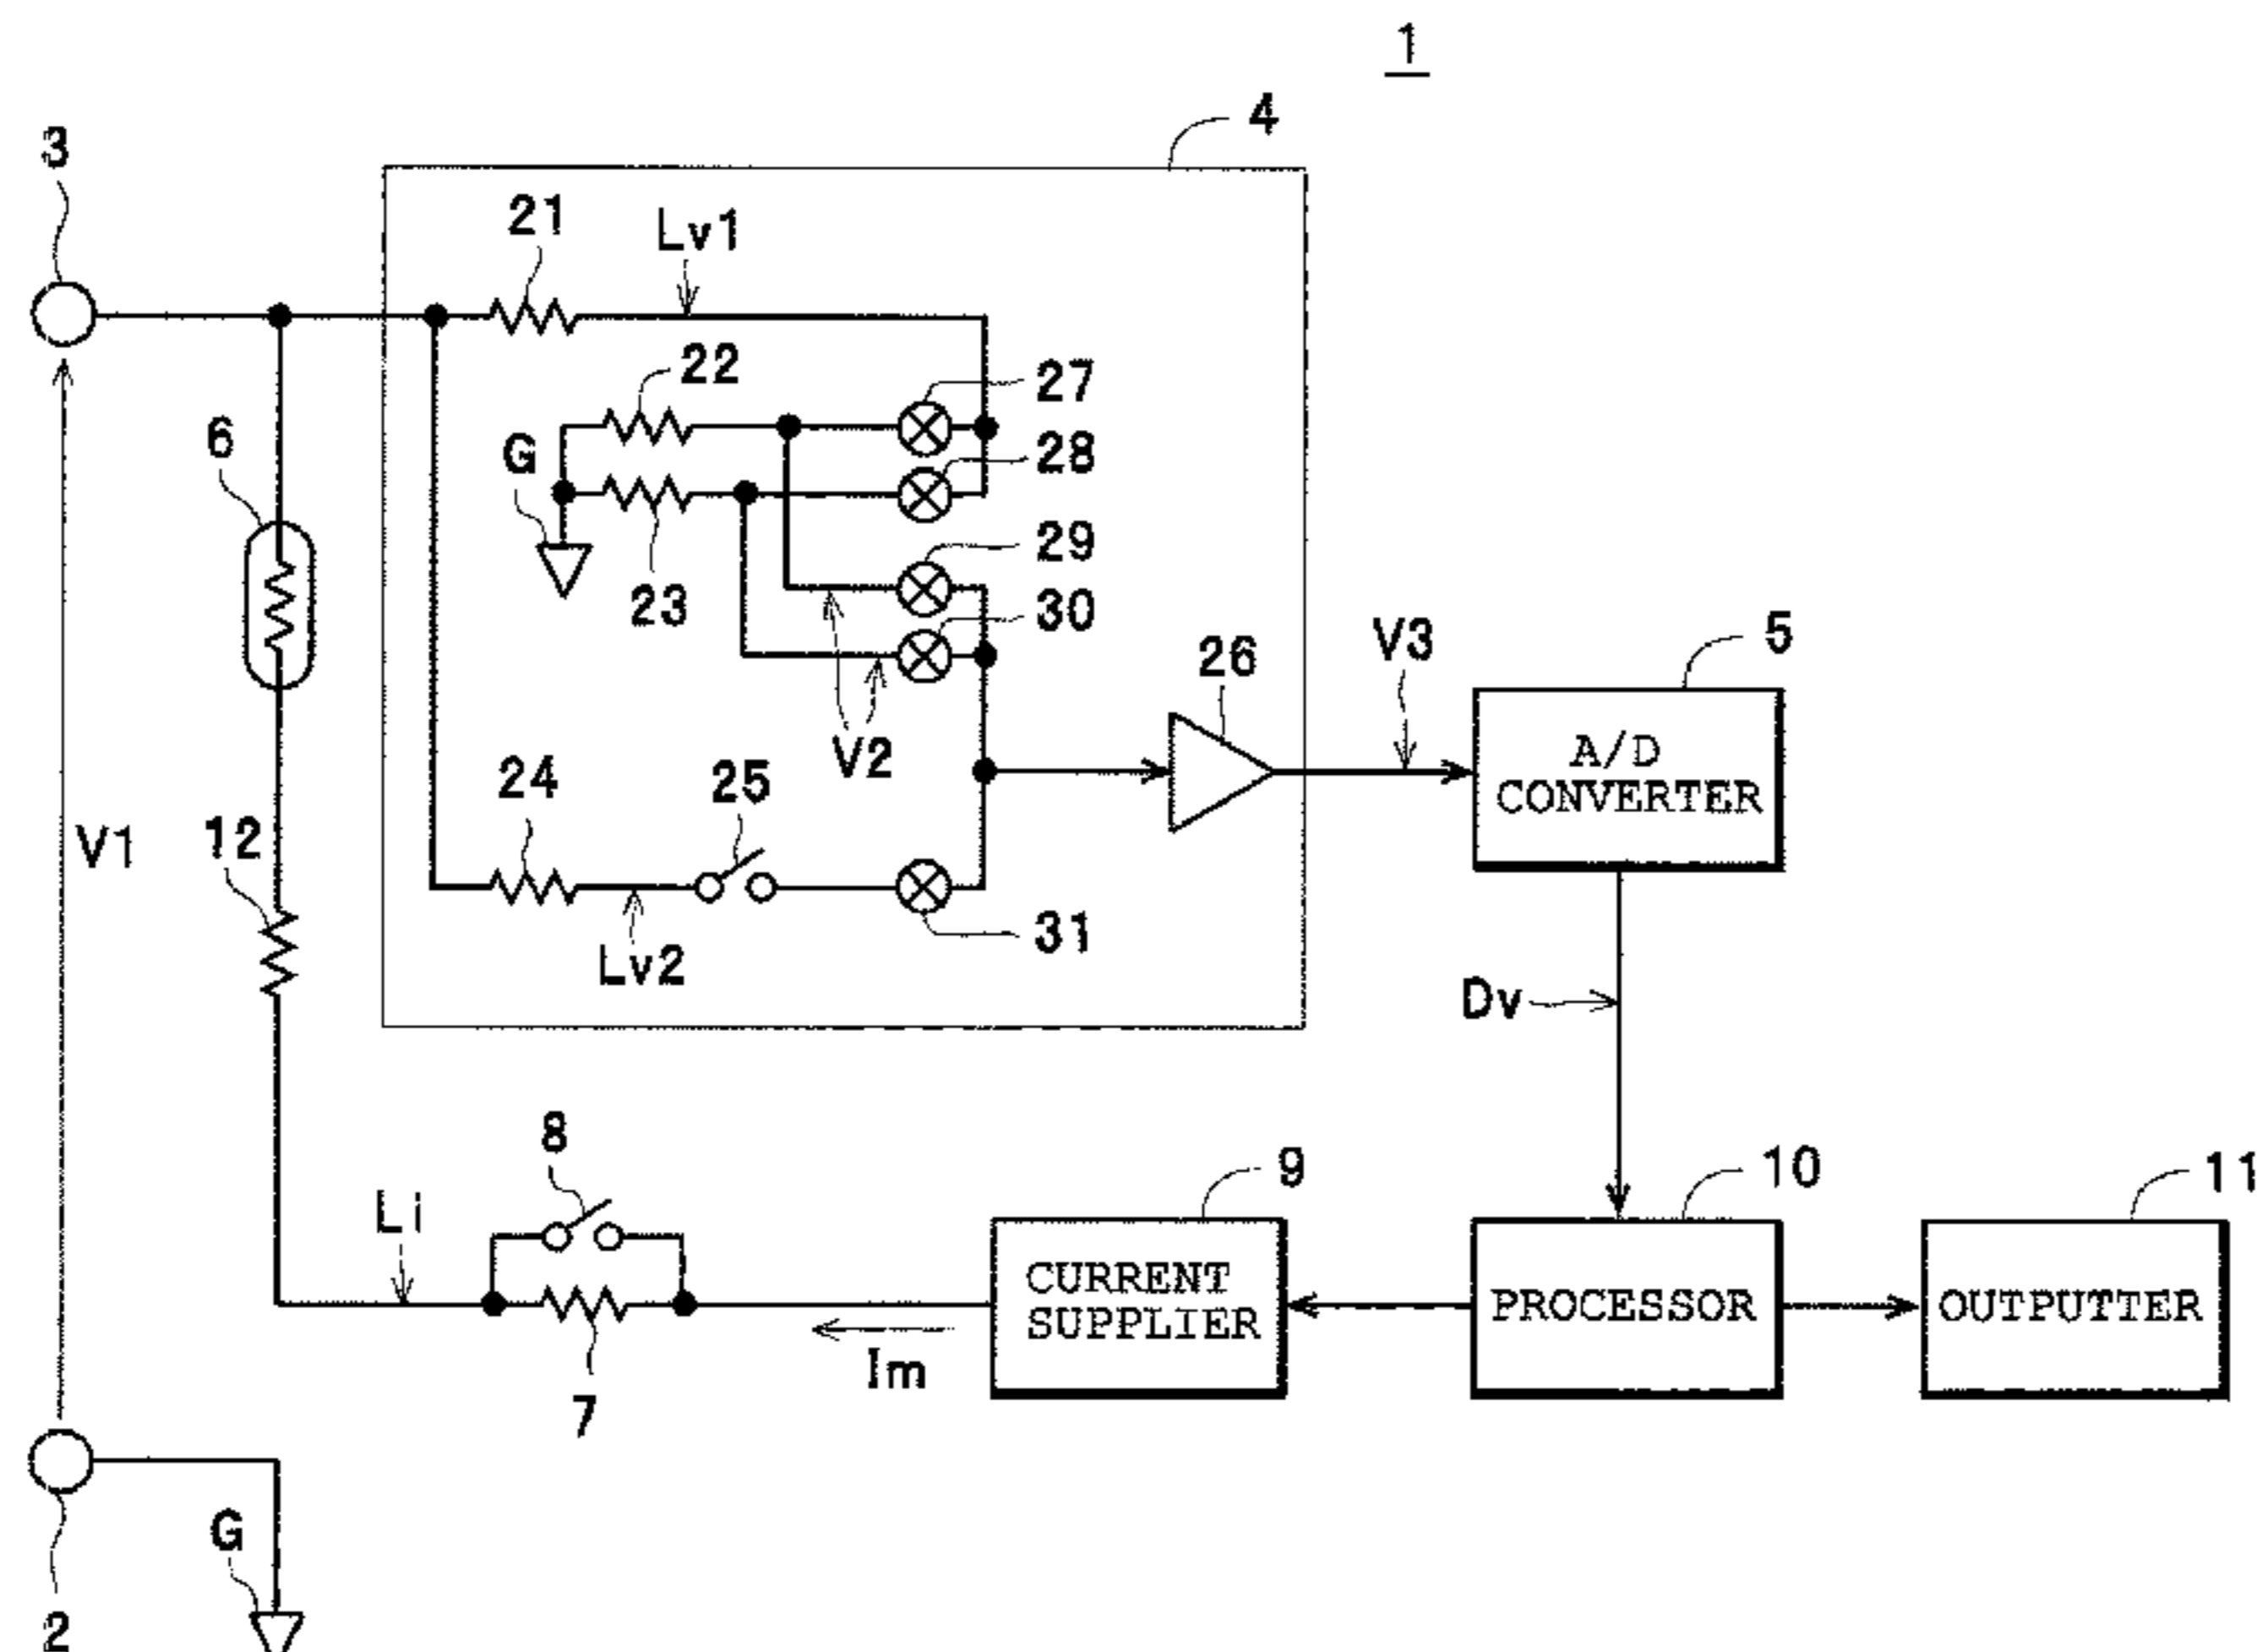 1
4
3
21
Lv1
22
27
6
G
28
29
23
30
26
V3
5
A/D
CONVERTER
V2
24
25
V1
12
31
Lv2
Dv
8
9
10
11
Li
CURRENT
SUPPLIER
PROCESSOR
OUTPUTTER
Im
7
G
2